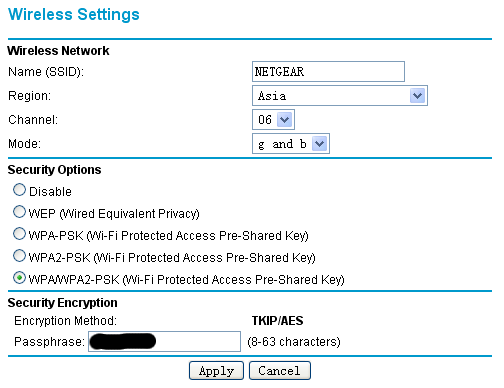 Wireless Settings
Wireless Network
Name (SSID): NETGEAR
Region: Asia
Channel: 06
Mode: g and b
Security Options
Disable
WEP (Wired Equivalent Privacy)
WPA-PSK (Wi-Fi Protected Access Pre-Shared Key)
WPA2-PSK (Wi-Fi Protected Access Pre-Shared Key)
WPA/WPA2-PSK (Wi-Fi Protected Access Pre-Shared Key)
Security Encryption
Encryption Method: TKIP/AES
Passphrase: (8-63 characters)
Apply Cancel